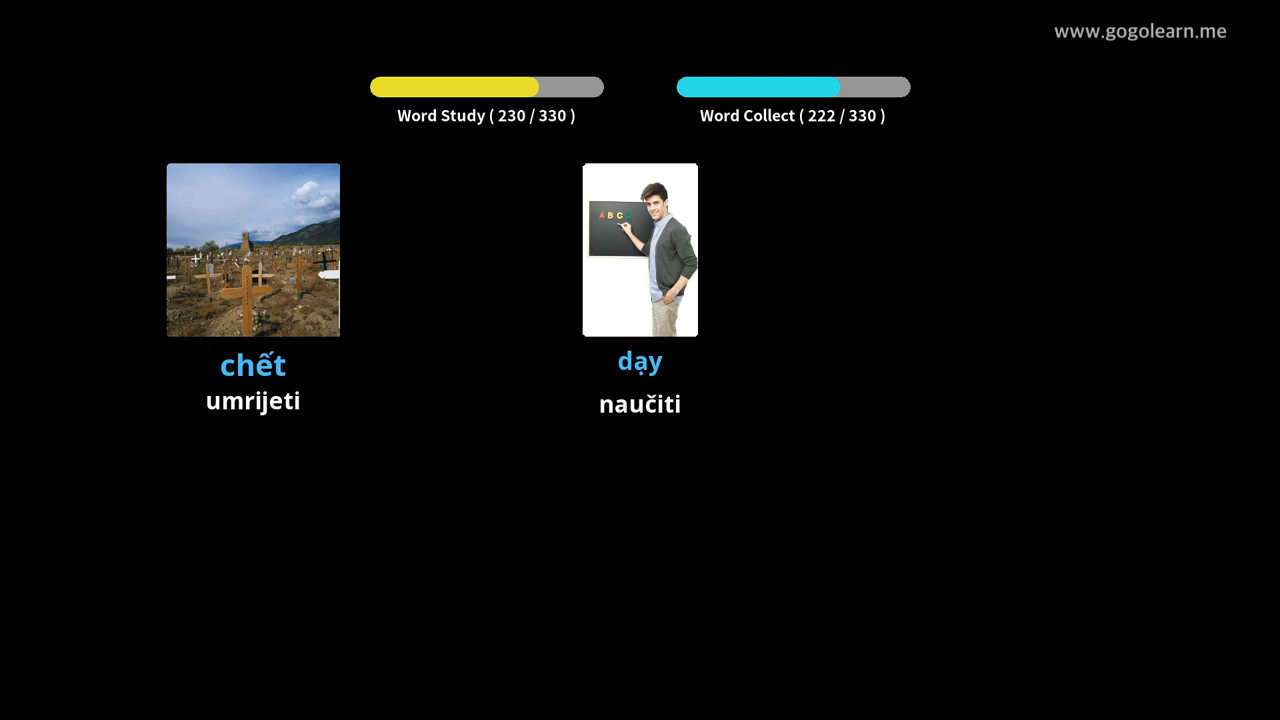 www.gogolearn.me
Word Study ( 230 / 330 )
Word Collect ( 222 / 330 )
A B C D
chết
umrijeti
dạy
naučiti